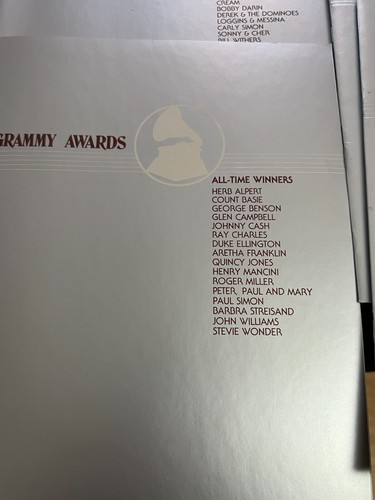 CREAM
BOBBY DARIN
DEREK & THE DOMINOES
LOGGINS & MESSINA
CARLY SIMON
SONNY & CHER
BILL WITHERS
GRAMMY AWARDS
ALL-TIME WINNERS
HERB ALPERT
COUNT BASIE
GEORGE BENSON
GLEN CAMPBELL
JOHNNY CASH
RAY CHARLES
DUKE ELLINGTON
ARETHA FRANKLIN
QUINCY JONES
HENRY MANCINI
ROGER MILLER
PETER, PAUL AND MARY
PAUL SIMON
BARBRA STREISAND
JOHN WILLIAMS
STEVIE WONDER